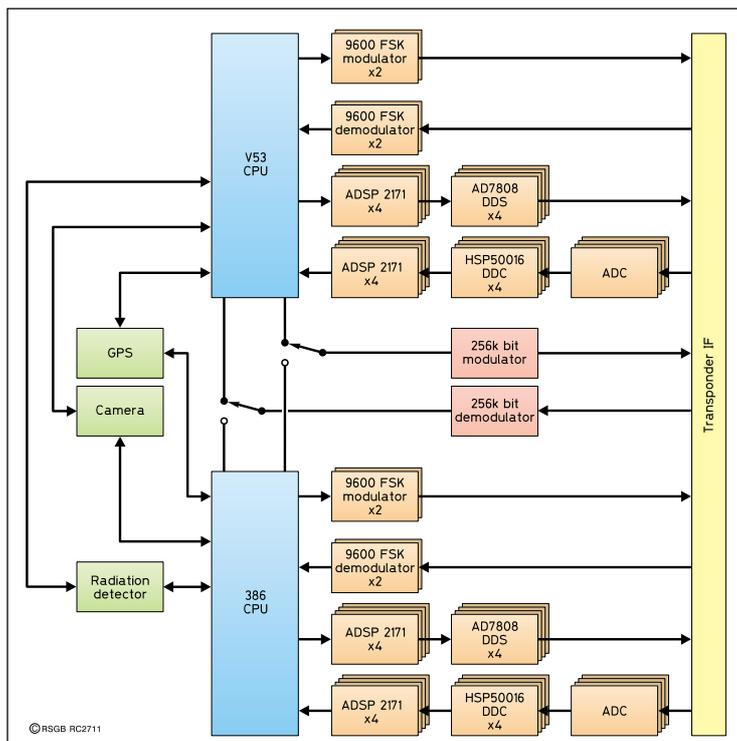 9600 FSK
modulator
x2
9600 FSK
demodulator
x2
V53
CPU
ADSP 2171
x4
AD7808
DDS
x4
ADSP 2171
x4
HSP50016
DDC
x4
ADC
GPS
256k bit
modulator
Camera
256k bit
demodulator
Transponder IF
9600 FSK
modulator
x2
9600 FSK
demodulator
x2
Radiation
detector
386
CPU
ADSP 2171
x4
AD7808
DDS
x4
ADSP 2171
x4
HSP50016
DDC
x4
ADC
©RSGB RC2711